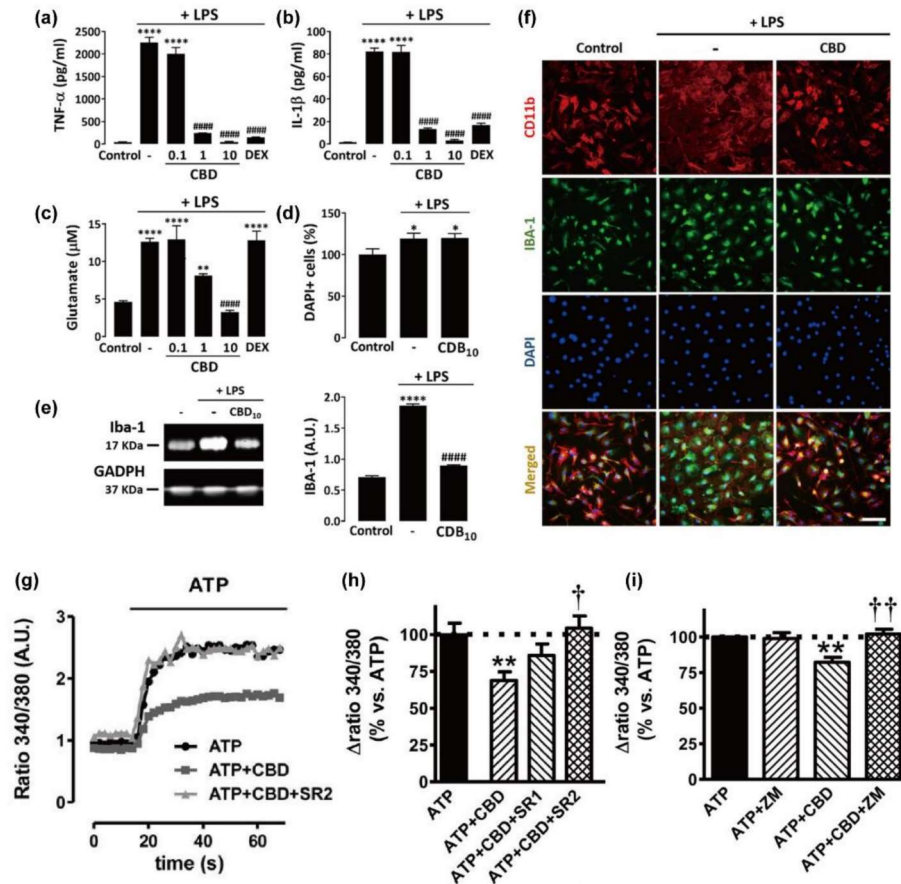 (a)
+ LPS
TNF-α (pg/ml)
2500
2000
1500
1000
500
0
****
****
####
####
####
Control - 0.1 1 10 DEX
CBD
(b)
+ LPS
IL-1β (pg/ml)
100
80
60
40
20
0
****
****
####
####
####
Control - 0.1 1 10 DEX
CBD
(c)
+ LPS
Glutamate (μM)
15
10
5
0
****
****
**
####
****
Control - 0.1 1 10 DEX
CBD
(d)
+ LPS
DAPI+ cells (%)
150
100
50
0
*
*
Control - CDB10
(e)
+ LPS
- - CBD10
Iba-1
17 KDa
GADPH
37 KDa
+ LPS
IBA-1 (A.U.)
2.0
1.5
1.0
0.5
0.0
****
####
Control - CDB10
(f)
+ LPS
Control - CBD
CD11b
IBA-1
DAPI
Merged
(g)
ATP
Ratio 340/380 (A.U.)
3
2
1
0
ATP
ATP+CBD
ATP+CBD+SR2
0 20 40 60
time (s)
(h)
Δratio 340/380
(% vs. ATP)
125
100
75
50
25
0
**
†
ATP
ATP+CBD
ATP+CBD+SR1
ATP+CBD+SR2
(i)
Δratio 340/380
(% vs. ATP)
125
100
75
50
25
0
**
††
ATP
ATP+ZM
ATP+CBD
ATP+CBD+ZM